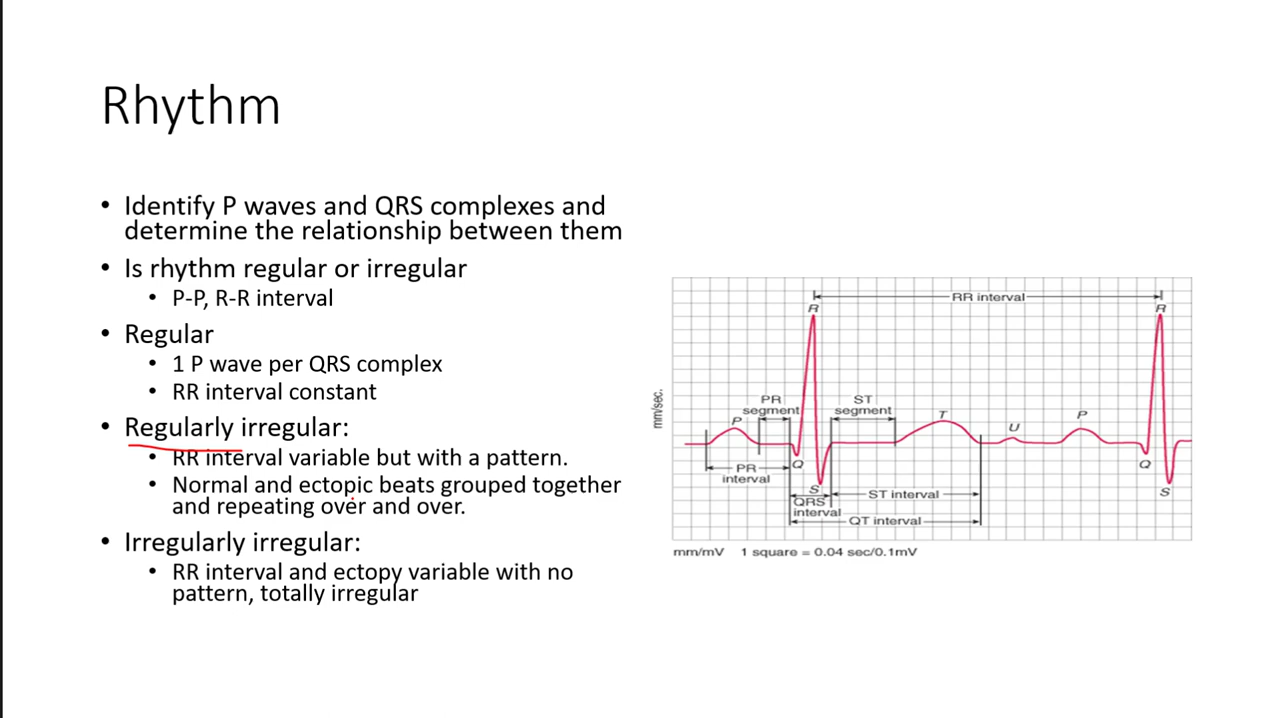 Rhythm
• Identify P waves and QRS complexes and
determine the relationship between them
• Is rhythm regular or irregular
• P-P, R-R interval
• Regular
• 1 P wave per QRS complex
• RR interval constant
• Regularly irregular:
• RR interval variable but with a pattern.
• Normal and ectopic beats grouped together
and repeating over and over.
• Irregularly irregular:
• RR interval and ectopy variable with no
pattern, totally irregular
RR interval
R
R
mm/sec.
PR
segment
ST
segment
P
T
U
P
PR
interval
Q
Q
S
S
QRS
interval
ST interval
QT interval
mm/mV 1 square = 0.04 sec/0.1mV